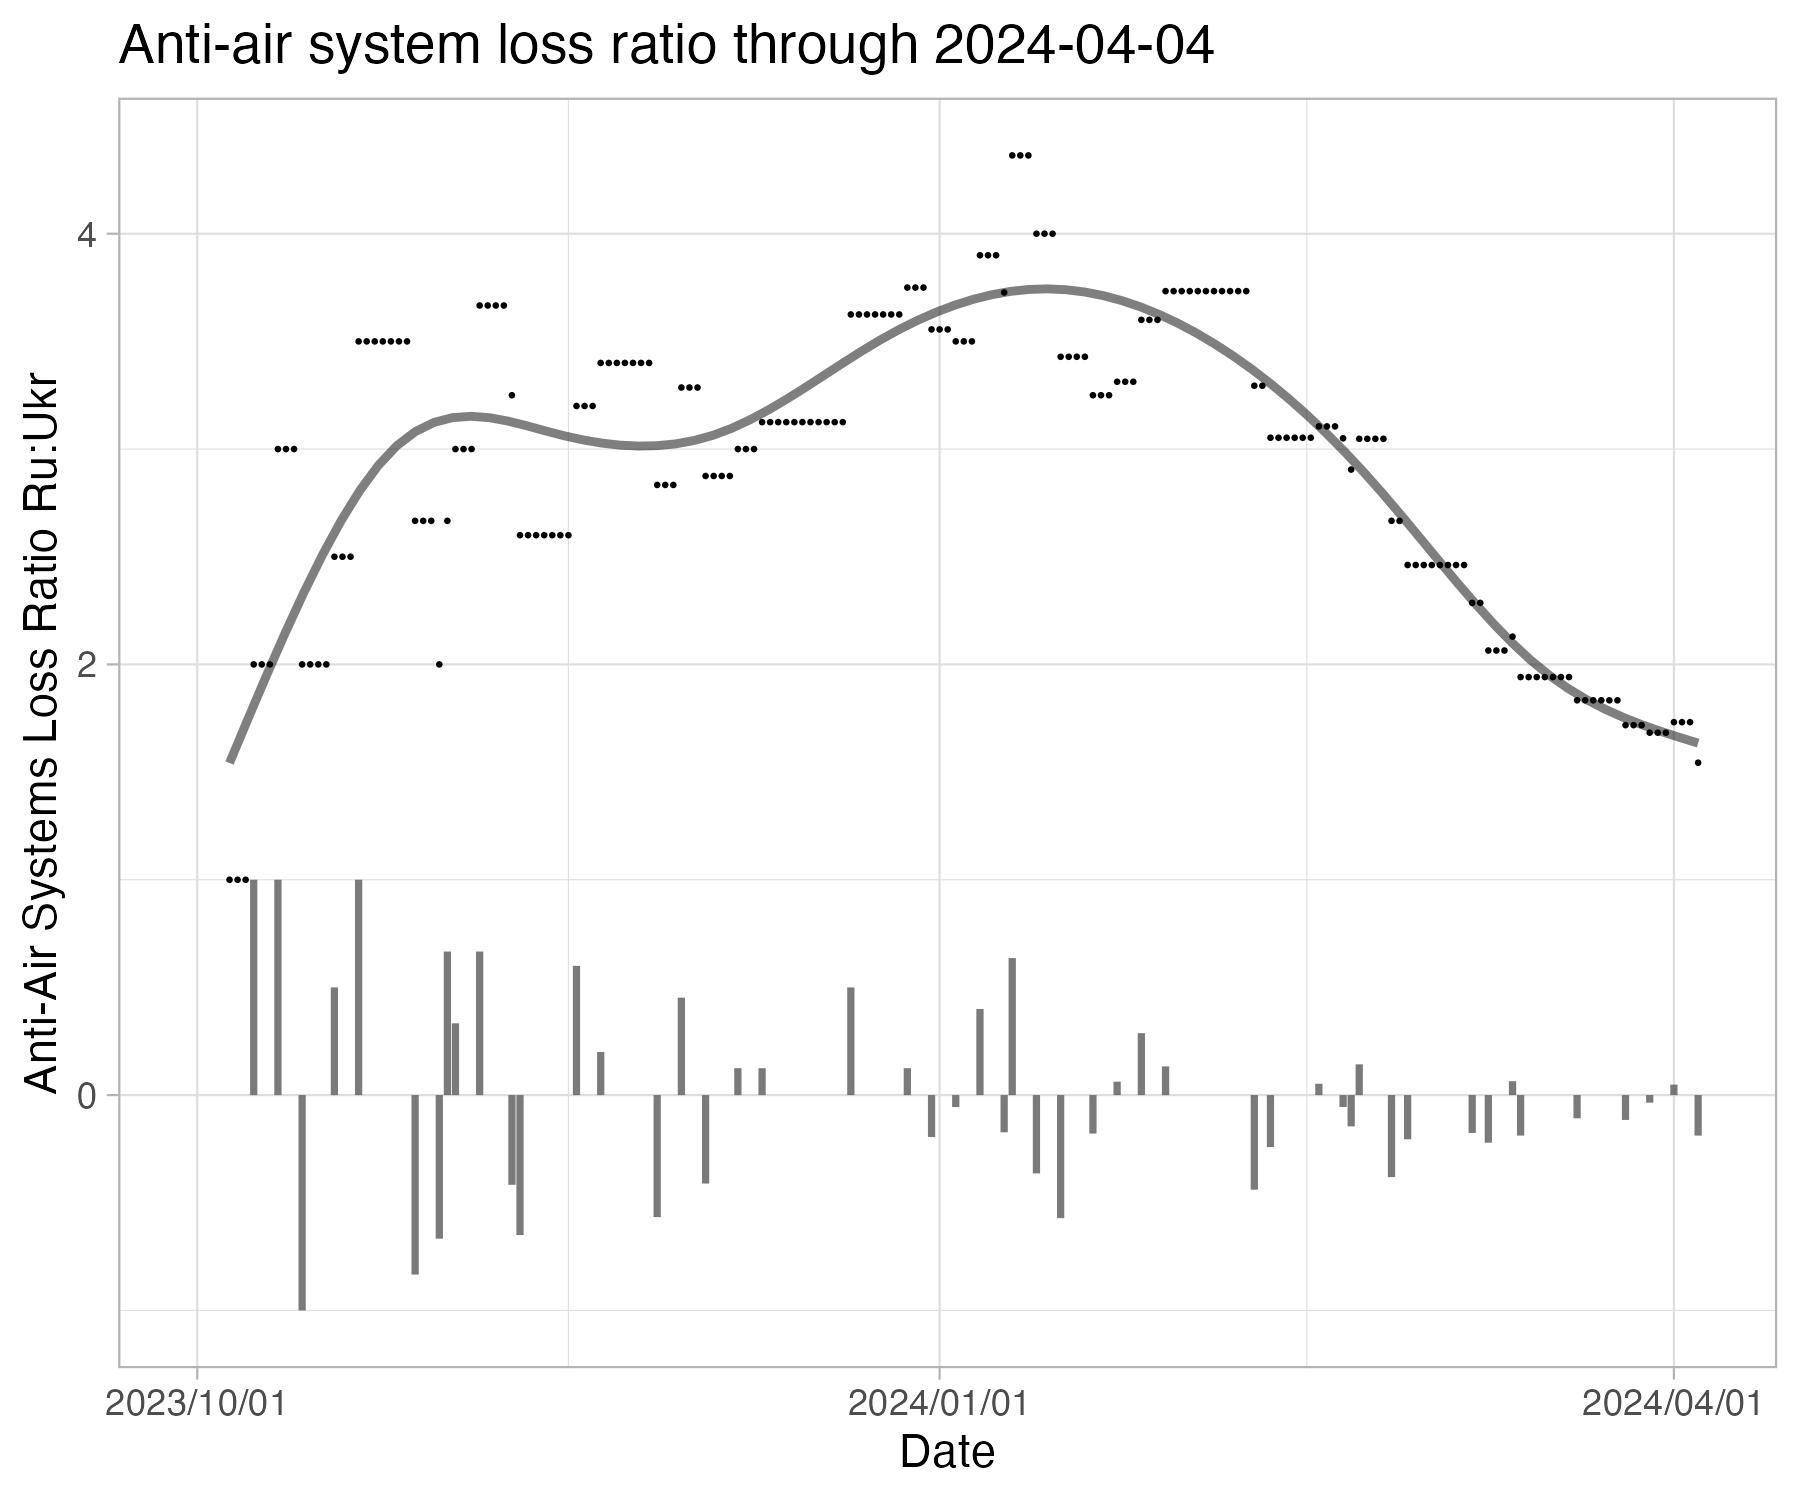 Anti-air system loss ratio through 2024-04-04
Anti-Air Systems Loss Ratio Ru:Ukr
4
2
0
2023/10/01
2024/01/01
2024/04/01
Date